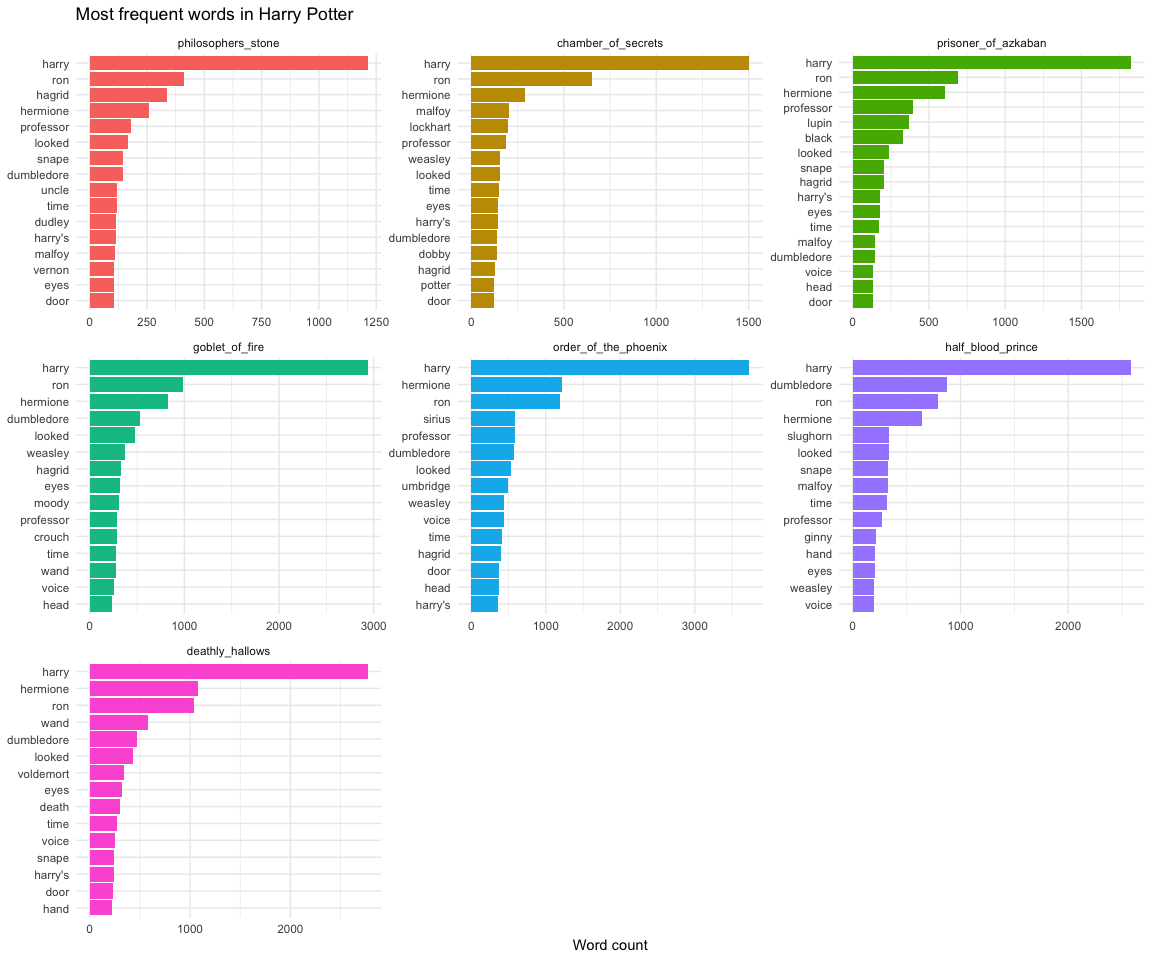 Most frequent words in Harry Potter
philosophers_stone
harry
ron
hagrid
hermione
professor
looked
snape
dumbledore
uncle
time
dudley
harry's
malfoy
vernon
eyes
door
0 250 500 750 1000 1250
chamber_of_secrets
harry
ron
hermione
malfoy
lockhart
professor
weasley
looked
time
eyes
harry's
dumbledore
dobby
hagrid
potter
door
0 500 1000 1500
prisoner_of_azkaban
harry
ron
hermione
professor
lupin
black
looked
snape
hagrid
harry's
eyes
time
malfoy
dumbledore
voice
head
door
0 500 1000 1500
goblet_of_fire
harry
ron
hermione
dumbledore
looked
weasley
hagrid
eyes
moody
professor
crouch
time
wand
voice
head
0 1000 2000 3000
order_of_the_phoenix
harry
hermione
ron
sirius
professor
dumbledore
looked
umbridge
weasley
voice
time
hagrid
door
head
harry's
0 1000 2000 3000
half_blood_prince
harry
dumbledore
ron
hermione
slughorn
looked
snape
malfoy
time
professor
ginny
hand
eyes
weasley
voice
0 1000 2000
deathly_hallows
harry
hermione
ron
wand
dumbledore
looked
voldemort
eyes
death
time
voice
snape
harry's
door
hand
0 1000 2000
Word count